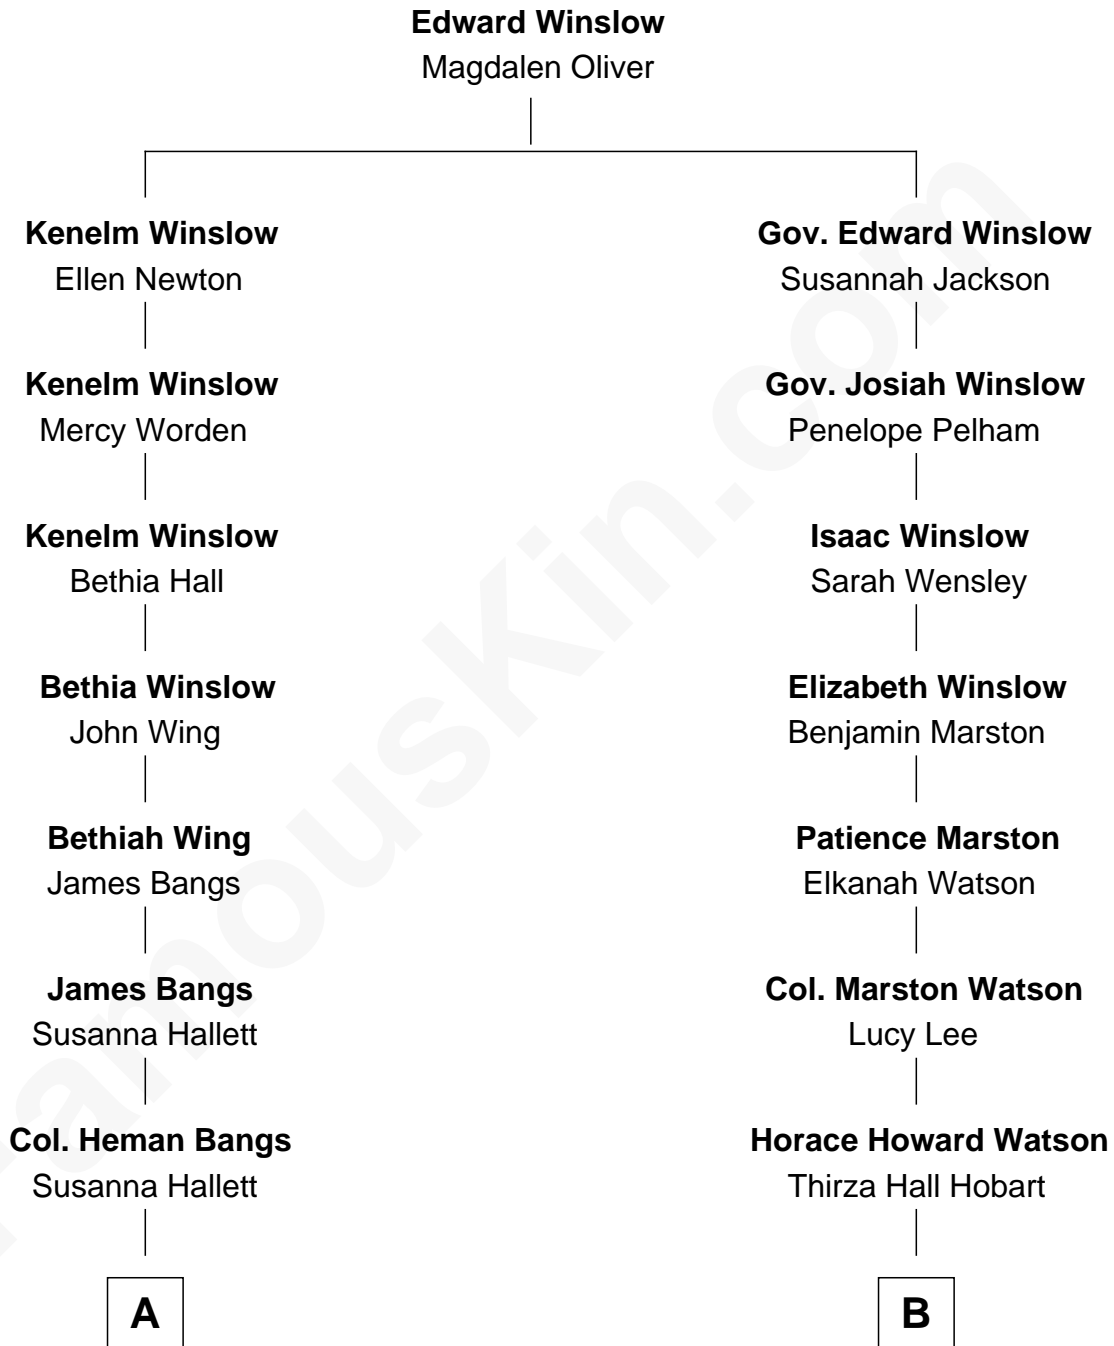 Edward Winslow
Magdalen Oliver
Kenelm Winslow
Ellen Newton
Kenelm Winslow
Mercy Worden
Kenelm Winslow
Bethia Hall
Bethia Winslow
John Wing
Bethiah Wing
James Bangs
James Bangs
Susanna Hallett
Col. Heman Bangs
Susanna Hallett
A
Gov. Edward Winslow
Susannah Jackson
Gov. Josiah Winslow
Penelope Pelham
Isaac Winslow
Sarah Wensley
Elizabeth Winslow
Benjamin Marston
Patience Marston
Elkanah Watson
Col. Marston Watson
Lucy Lee
Horace Howard Watson
Thirza Hall Hobart
B
FamousKin.com